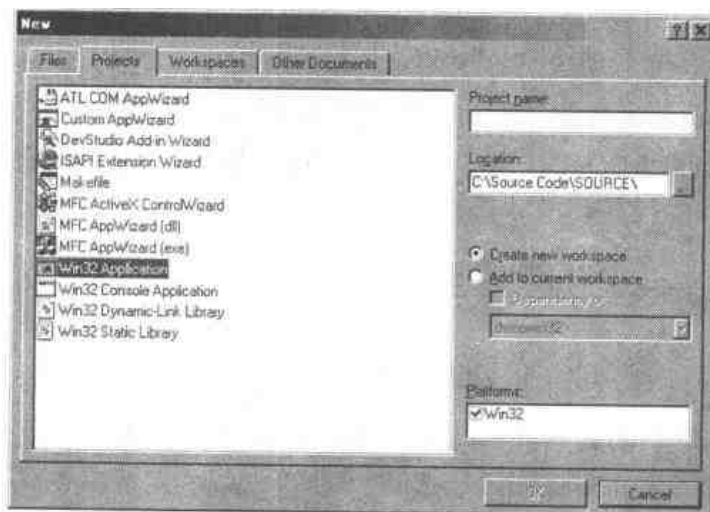 New
Files Projects Workspaces Other Documents
ATL COM AppWizard
Custom AppWizard
DevStudio Add-in Wizard
ISAPI Extension Wizard
Makefile
MFC ActiveX ControlWizard
MFC AppWizard (dll)
MFC AppWizard (exe)
Win32 Application
Win32 Console Application
Win32 Dynamic-Link Library
Win32 Static Library
Project name:
Location:
C:\Source Code\SOURCE\
...
Create new workspace
Add to current workspace
Dependency of:
Platforms:
Win32
OK
Cancel